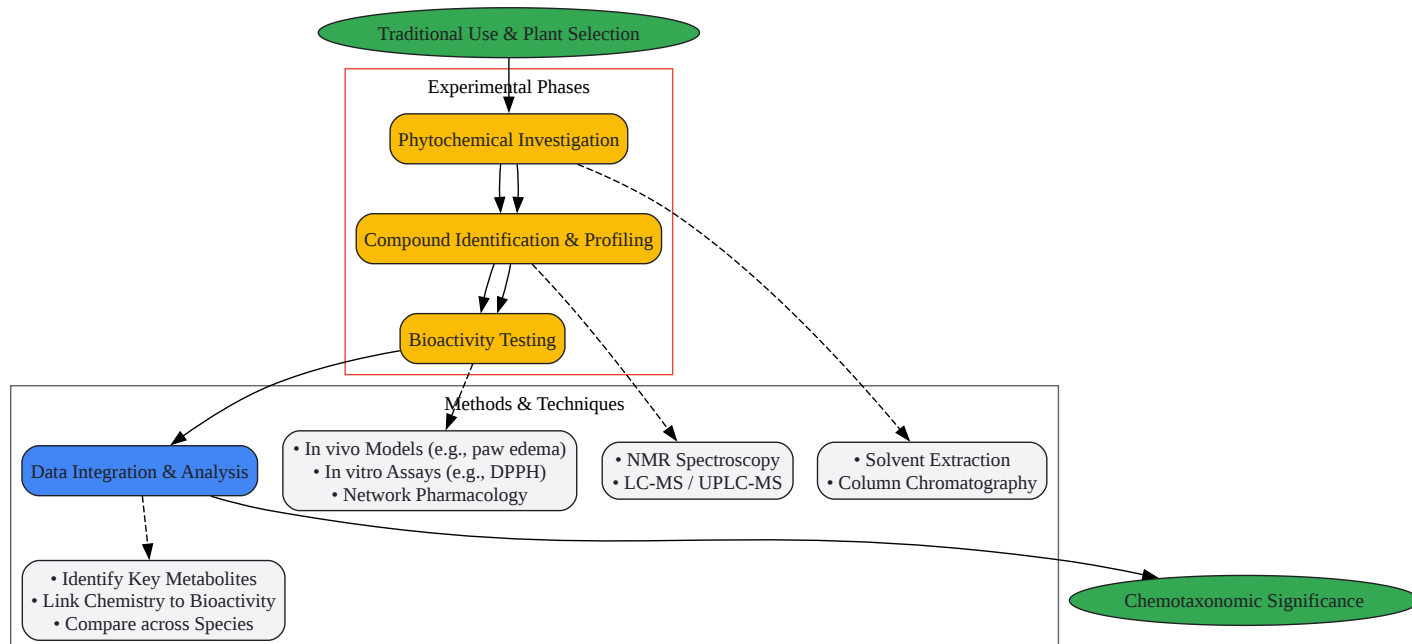 Traditional Use & Plant Selection
Experimental Phases
Phytochemical Investigation
Compound Identification & Profiling
Bioactivity Testing
Methods & Techniques
Data Integration & Analysis
• In vivo Models (e.g., paw edema)
• In vitro Assays (e.g., DPPH)
• Network Pharmacology
• NMR Spectroscopy
• LC-MS / UPLC-MS
• Solvent Extraction
• Column Chromatography
• Identify Key Metabolites
• Link Chemistry to Bioactivity
• Compare across Species
Chemotaxonomic Significance